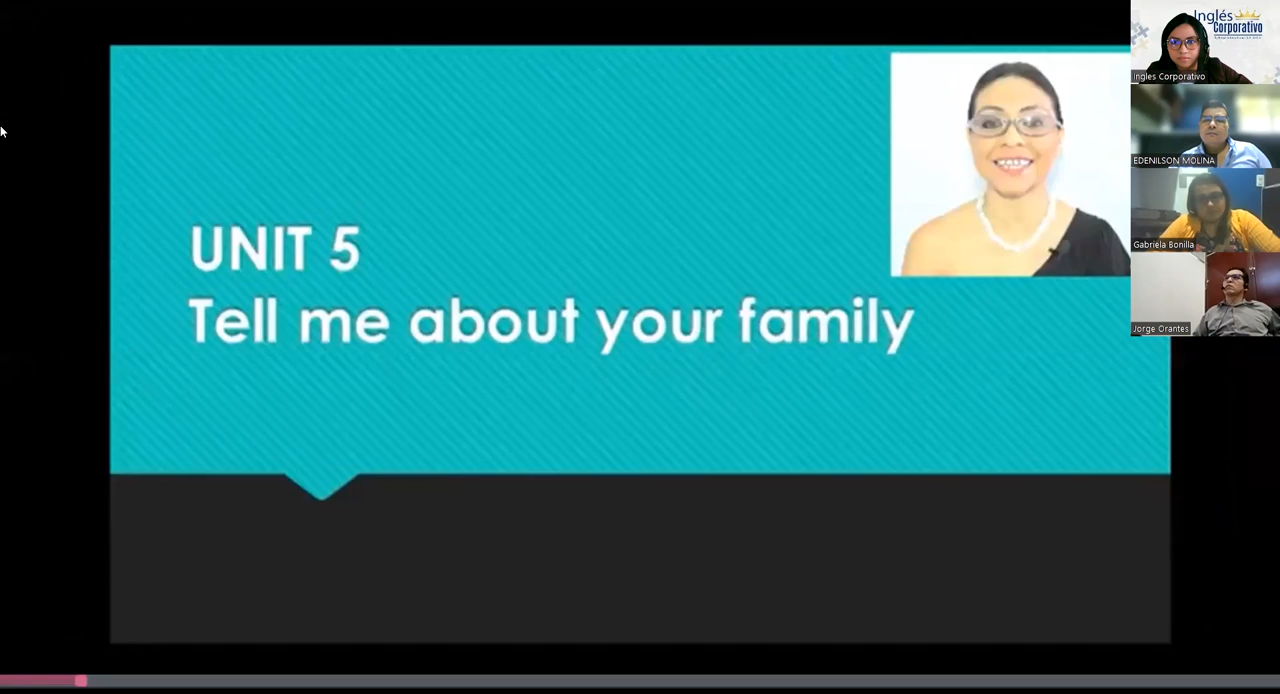 UNIT 5
Tell me about your family
Inglés
Corporativo
Ingles Corporativo
EDENILSON MOLINA
Gabriela Bonilla
Jorge Orantes